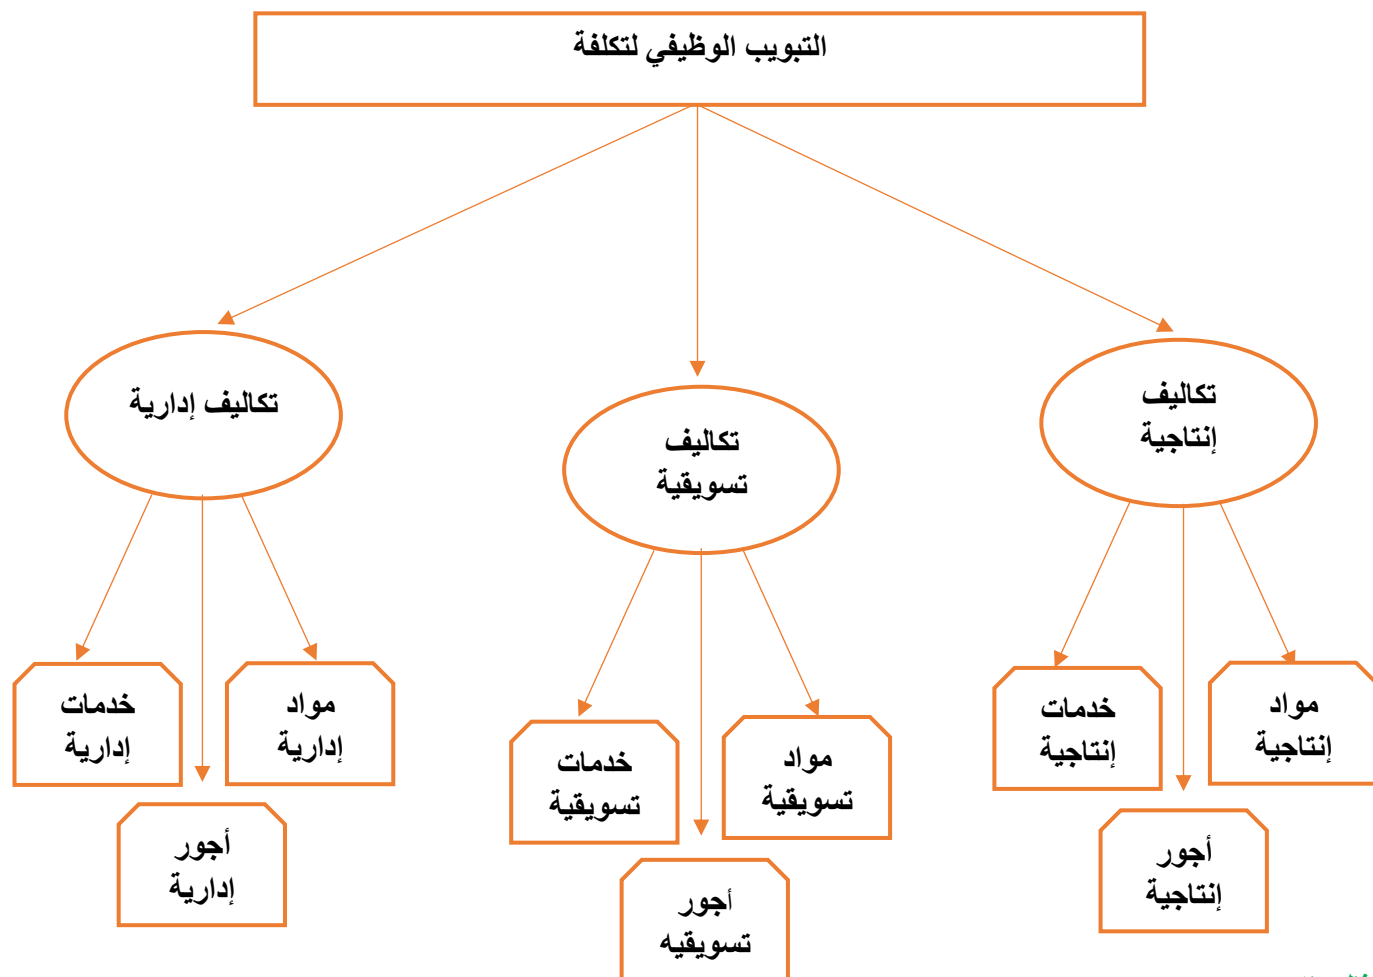 التبويب الوظيفي لتكلفة
تكاليف
إنتاجية
تكاليف
تسويقية
تكاليف إدارية
مواد
إنتاجية
خدمات
إنتاجية
أجور
إنتاجية
مواد
تسويقية
خدمات
تسويقية
أجور
تسويقيه
مواد
إدارية
خدمات
إدارية
أجور
إدارية